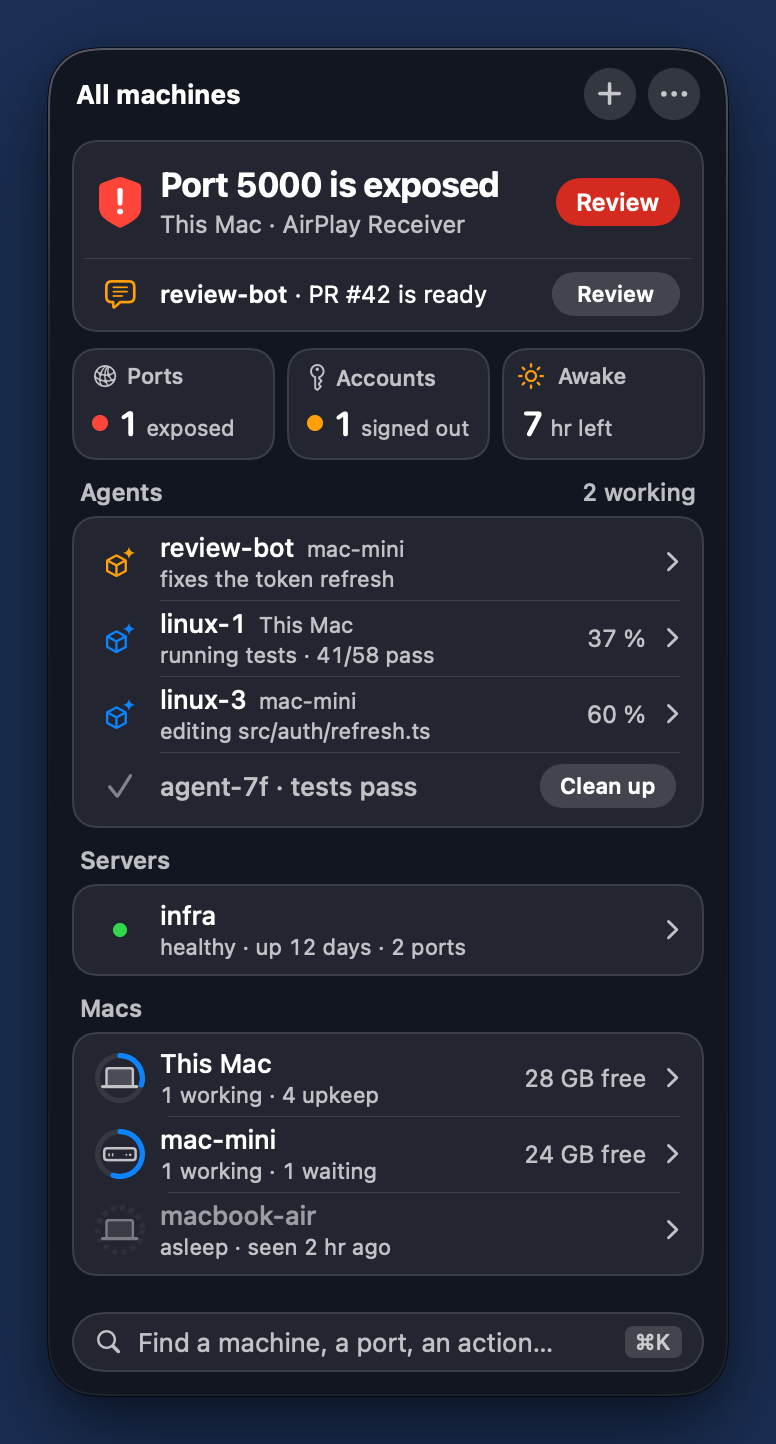 All machines
Port 5000 is exposed
This Mac · AirPlay Receiver
Review
review-bot · PR #42 is ready
Review
Ports
1 exposed
Accounts
1 signed out
Awake
7 hr left
Agents
2 working
review-bot mac-mini
fixes the token refresh
linux-1 This Mac
running tests · 41/58 pass
37 %
linux-3 mac-mini
editing src/auth/refresh.ts
60 %
agent-7f · tests pass
Clean up
Servers
infra
healthy · up 12 days · 2 ports
Macs
This Mac
1 working · 4 upkeep
28 GB free
mac-mini
1 working · 1 waiting
24 GB free
macbook-air
asleep · seen 2 hr ago
Find a machine, a port, an action...
⌘K